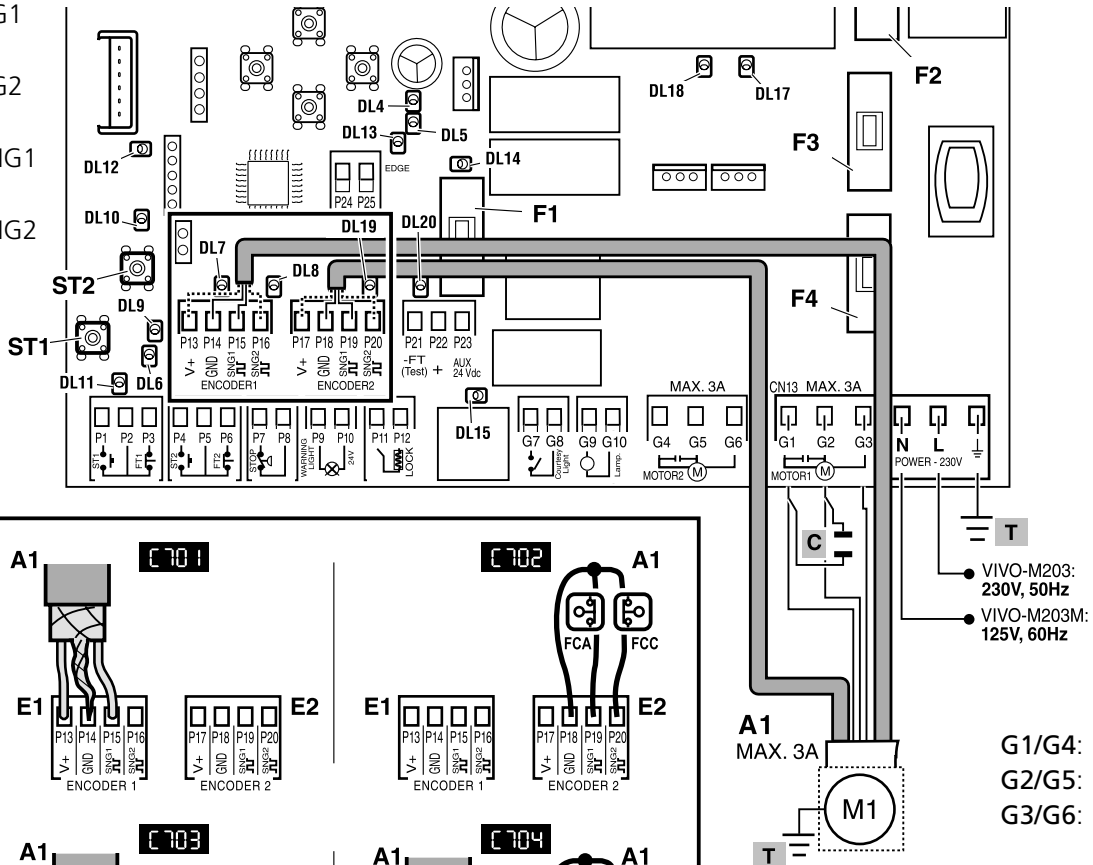 G1
G2
IG1
IG2
F2
DL18
DL17
DL4
DL5
DL13
DL14
DL12
F3
EDGE
P24 P25
DL10
F1
DL19
DL20
DL7
DL8
ST2
DL9
F4
ST1
P13 P14 P15 P16
P17 P18 P19 P20
P21 P22 P23
V+ GND SNG1 SNG2
V+ GND SNG1 SNG2
-FT (Test) +
AUX 24 Vdc
ENCODER1
ENCODER2
DL11
DL6
DL15
MAX. 3A
CN13 MAX. 3A
P1 P2 P3
P4 P5 P6
P7 P8
P9 P10
P11 P12
G7 G8
G9 G10
G4 G5 G6
G1 G2 G3
N L
ST1
FT1
ST2
FT2
STOP
WARNING LIGHT
24V
LOCK
Courtesy Light
Lamp.
MOTOR2 M
MOTOR1 M
POWER - 230V
C
T
A1
C701
C702
A1
VIVO-M203:
230V, 50Hz
VIVO-M203M:
125V, 60Hz
FCA
FCC
E1
E2
E1
E2
P13 P14 P15 P16
P17 P18 P19 P20
P13 P14 P15 P16
P17 P18 P19 P20
V+ GND SNG1 SNG2
V+ GND SNG1 SNG2
V+ GND SNG1 SNG2
V+ GND SNG1 SNG2
ENCODER 1
ENCODER 2
ENCODER 1
ENCODER 2
A1
MAX. 3A
G1/G4:
G2/G5:
G3/G6:
M1
T
C703
C704
A1
A1
A1